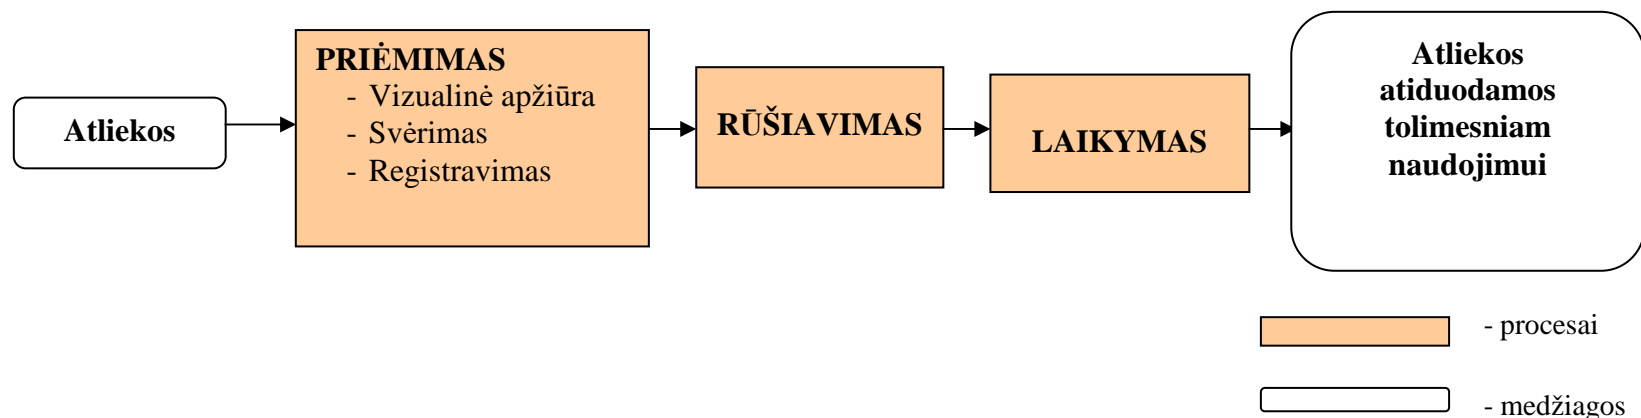 Atliekos
PRIĖMIMAS
- Vizualinė apžiūra
- Svėrimas
- Registravimas
RŪŠIAVIMAS
LAIKYMAS
Atliekos
atiduodamos
tolimesniam
naudojimui
- procesai
- medžiagos